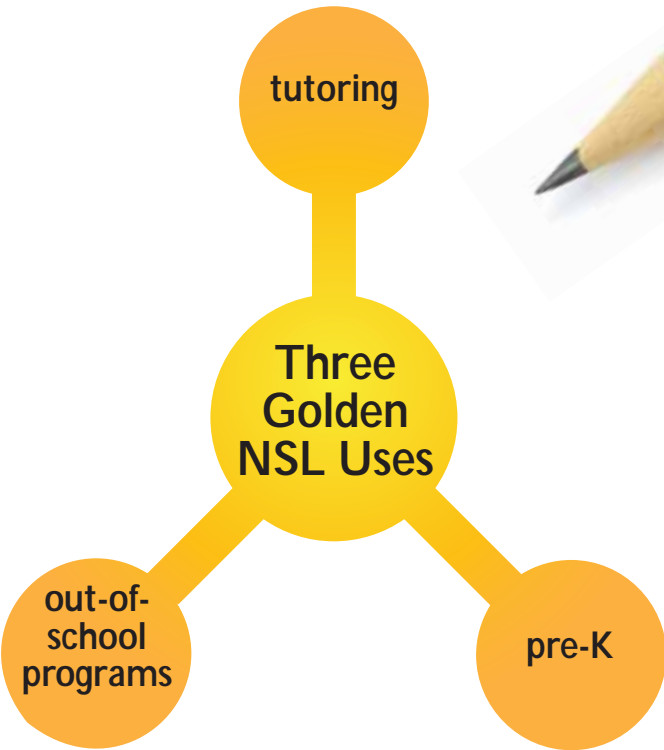 tutoring
Three
Golden
NSL Uses
out-of-
school
programs
pre-K